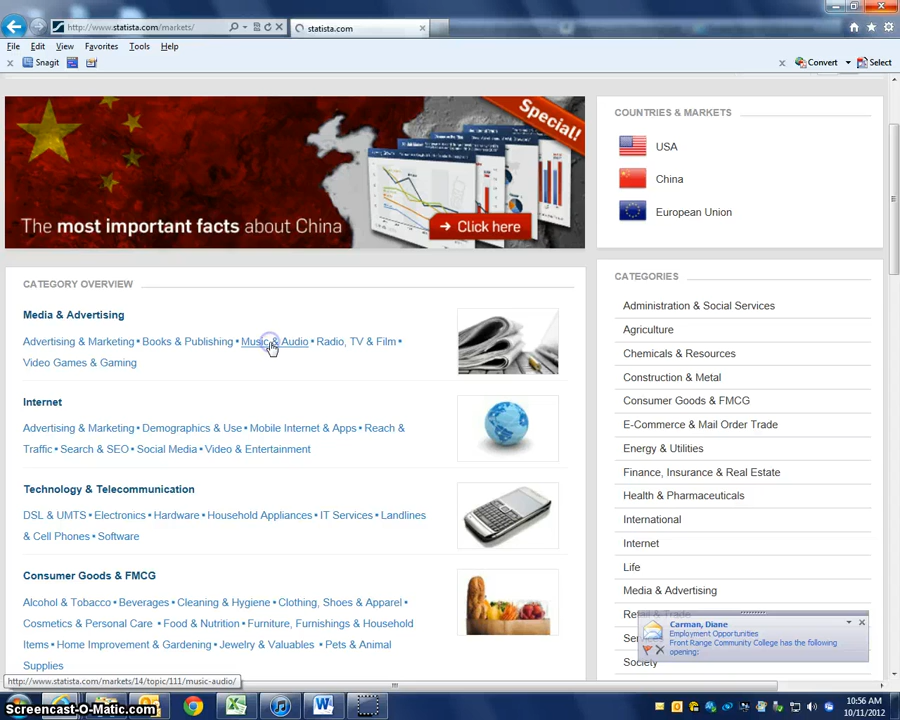 http://www.statista.com/markets/
statista.com
File Edit View Favorites Tools Help
x Snagit
x Convert Select
The most important facts about China
Special!
→ Click here
COUNTRIES & MARKETS
USA
China
European Union
CATEGORY OVERVIEW
Media & Advertising
Advertising & Marketing • Books & Publishing • Music & Audio • Radio, TV & Film •
Video Games & Gaming
Internet
Advertising & Marketing • Demographics & Use • Mobile Internet & Apps • Reach &
Traffic • Search & SEO • Social Media • Video & Entertainment
Technology & Telecommunication
DSL & UMTS • Electronics • Hardware • Household Appliances • IT Services • Landlines
& Cell Phones • Software
Consumer Goods & FMCG
Alcohol & Tobacco • Beverages • Cleaning & Hygiene • Clothing, Shoes & Apparel •
Cosmetics & Personal Care • Food & Nutrition • Furniture, Furnishings & Household
Items • Home Improvement & Gardening • Jewelry & Valuables • Pets & Animal
Supplies
CATEGORIES
Administration & Social Services
Agriculture
Chemicals & Resources
Construction & Metal
Consumer Goods & FMCG
E-Commerce & Mail Order Trade
Energy & Utilities
Finance, Insurance & Real Estate
Health & Pharmaceuticals
International
Internet
Life
Media & Advertising
Society
Carman, Diane
Employment Opportunities
Front Range Community College has the following
opening:
http://www.statista.com/markets/14/topic/111/music-audio/
Screencast-O-Matic.com
10:56 AM
10/11/2012